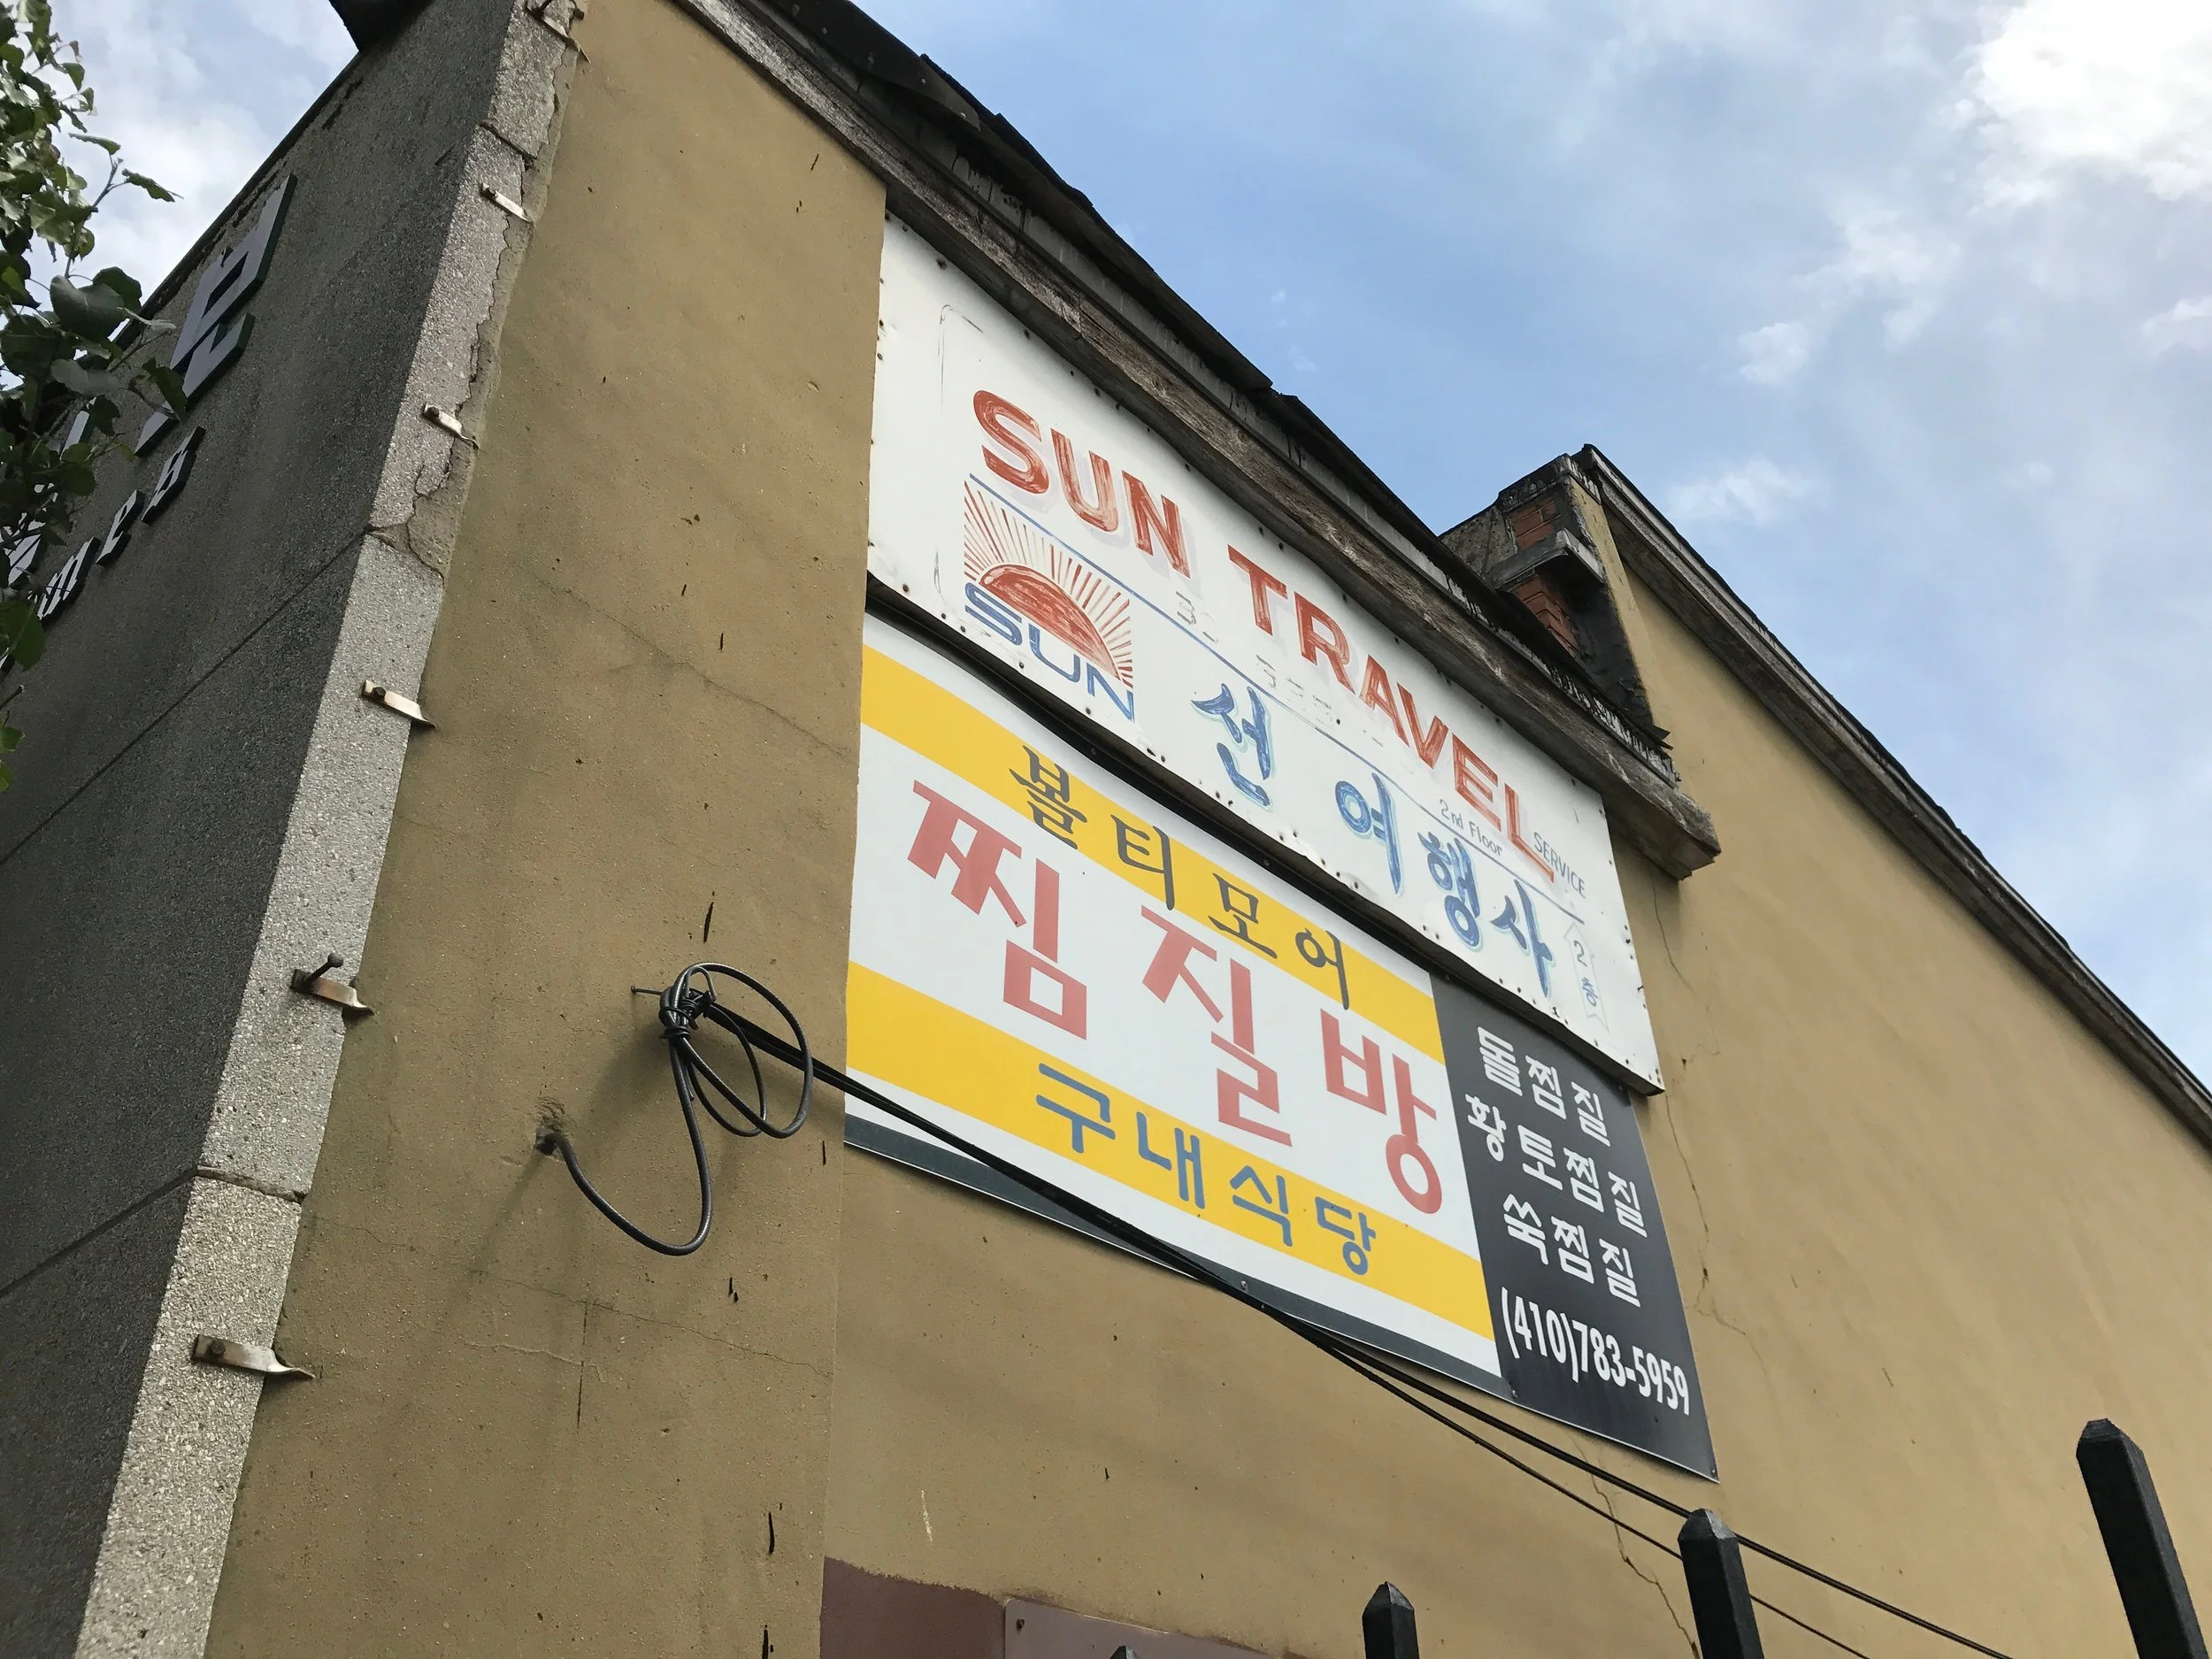 SUN TRAVEL SERVICE
2nd Floor
SUN
선 여행사
2층
볼티모어
찜질방
구내식당
돌찜질
황토찜질
쑥찜질
(410)783-5959